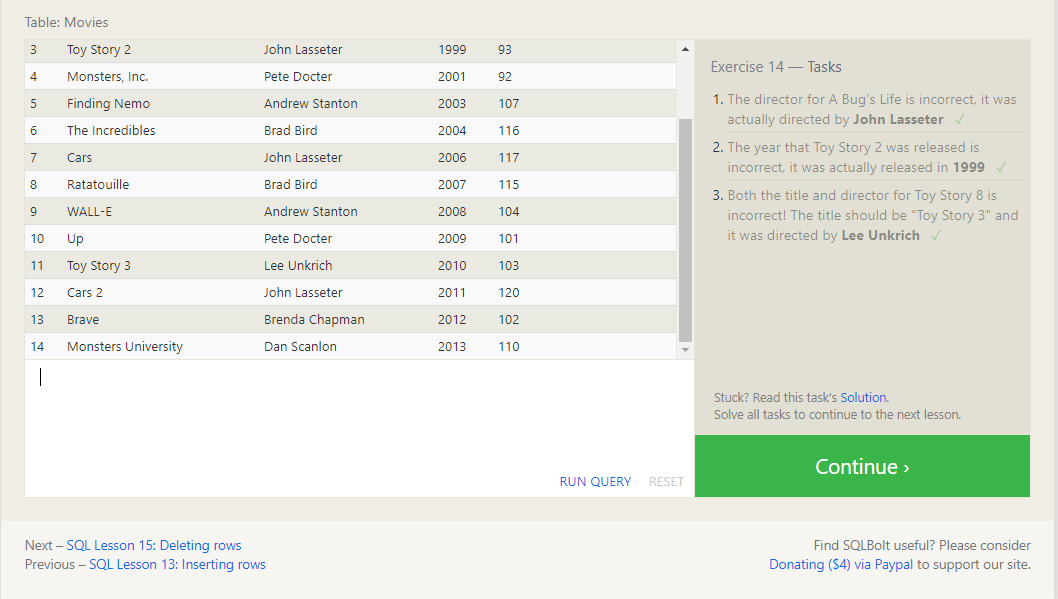 Table: Movies
3 Toy Story 2 John Lasseter 1999 93
4 Monsters, Inc. Pete Docter 2001 92
5 Finding Nemo Andrew Stanton 2003 107
6 The Incredibles Brad Bird 2004 116
7 Cars John Lasseter 2006 117
8 Ratatouille Brad Bird 2007 115
9 WALL-E Andrew Stanton 2008 104
10 Up Pete Docter 2009 101
11 Toy Story 3 Lee Unkrich 2010 103
12 Cars 2 John Lasseter 2011 120
13 Brave Brenda Chapman 2012 102
14 Monsters University Dan Scanlon 2013 110
RUN QUERY RESET
Exercise 14 — Tasks
1. The director for A Bug's Life is incorrect, it was
actually directed by John Lasseter ✓
2. The year that Toy Story 2 was released is
incorrect, it was actually released in 1999 ✓
3. Both the title and director for Toy Story 8 is
incorrect! The title should be "Toy Story 3" and
it was directed by Lee Unkrich ✓
Stuck? Read this task's Solution.
Solve all tasks to continue to the next lesson.
Continue ›
Next – SQL Lesson 15: Deleting rows
Previous – SQL Lesson 13: Inserting rows
Find SQLBolt useful? Please consider
Donating ($4) via Paypal to support our site.